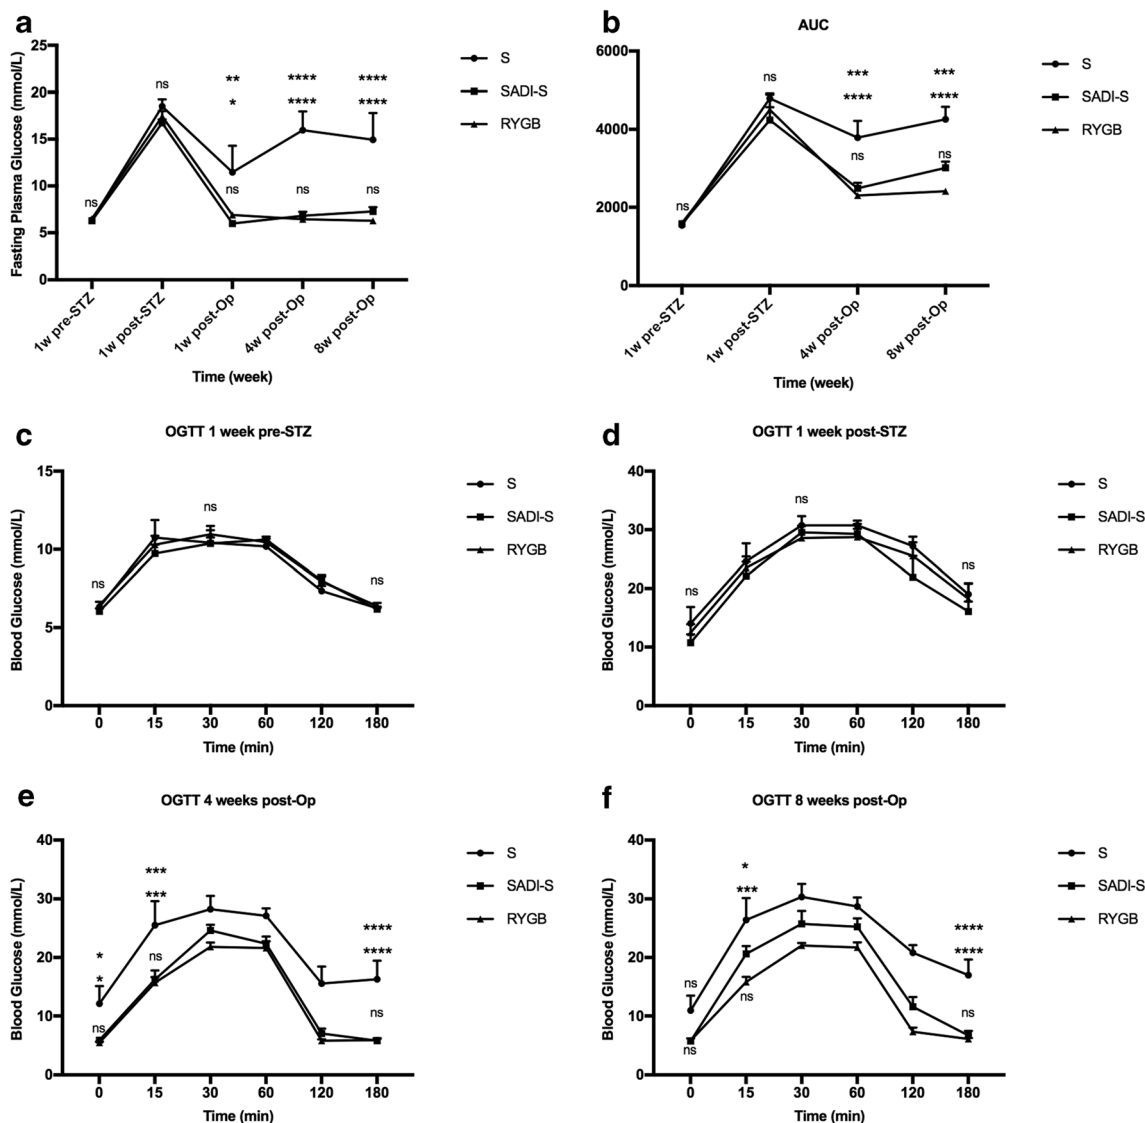 a
25
20
15
10
5
0
Fasting Plasma Glucose (mmol/L)
ns
ns
**
*
ns
****
****
ns
****
****
ns
1w pre-STZ
1w post-STZ
1w post-Op
4w post-Op
8w post-Op
Time (week)
S
SADI-S
RYGB
b
AUC
6000
4000
2000
0
ns
ns
***
****
ns
***
****
ns
1w pre-STZ
1w post-STZ
4w post-Op
8w post-Op
Time (week)
S
SADI-S
RYGB
c
OGTT 1 week pre-STZ
15
10
5
0
Blood Glucose (mmol/L)
ns
ns
ns
0 15 30 60 120 180
Time (min)
S
SADI-S
RYGB
d
OGTT 1 week post-STZ
40
30
20
10
0
Blood Glucose (mmol/L)
ns
ns
ns
0 15 30 60 120 180
Time (min)
S
SADI-S
RYGB
e
OGTT 4 weeks post-Op
40
30
20
10
0
Blood Glucose (mmol/L)
*
*
ns
***
***
ns
****
****
ns
0 15 30 60 120 180
Time (min)
S
SADI-S
RYGB
f
OGTT 8 weeks post-Op
40
30
20
10
0
Blood Glucose (mmol/L)
ns
ns
*
***
ns
****
****
ns
0 15 30 60 120 180
Time (min)
S
SADI-S
RYGB